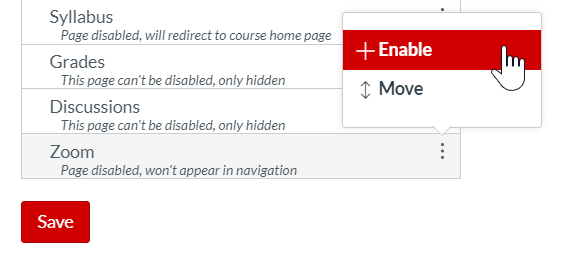 Syllabus
Page disabled, will redirect to course home page
Grades
This page can't be disabled, only hidden
Discussions
This page can't be disabled, only hidden
Zoom
Page disabled, won't appear in navigation
Enable
Move
Save